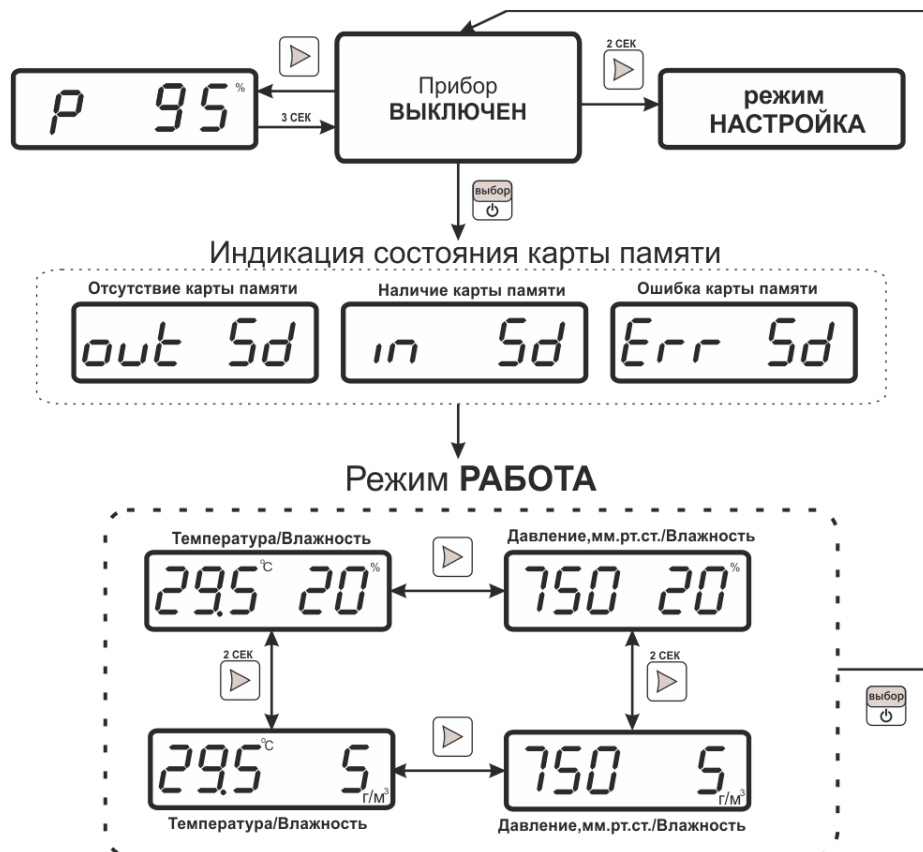 2 СЕК
Прибор
ВЫКЛЮЧЕН
P 95%
3 СЕК
режим
НАСТРОЙКА
выбор
Индикация состояния карты памяти
Отсутствие карты памяти
Наличие карты памяти
Ошибка карты памяти
out Sd
in Sd
Err Sd
Режим РАБОТА
Температура/Влажность
Давление,мм.рт.ст./Влажность
29.5°C 20%
750 20%
2 СЕК
2 СЕК
выбор
29.5°C 5 г/м³
750 5 г/м³
Температура/Влажность
Давление,мм.рт.ст./Влажность